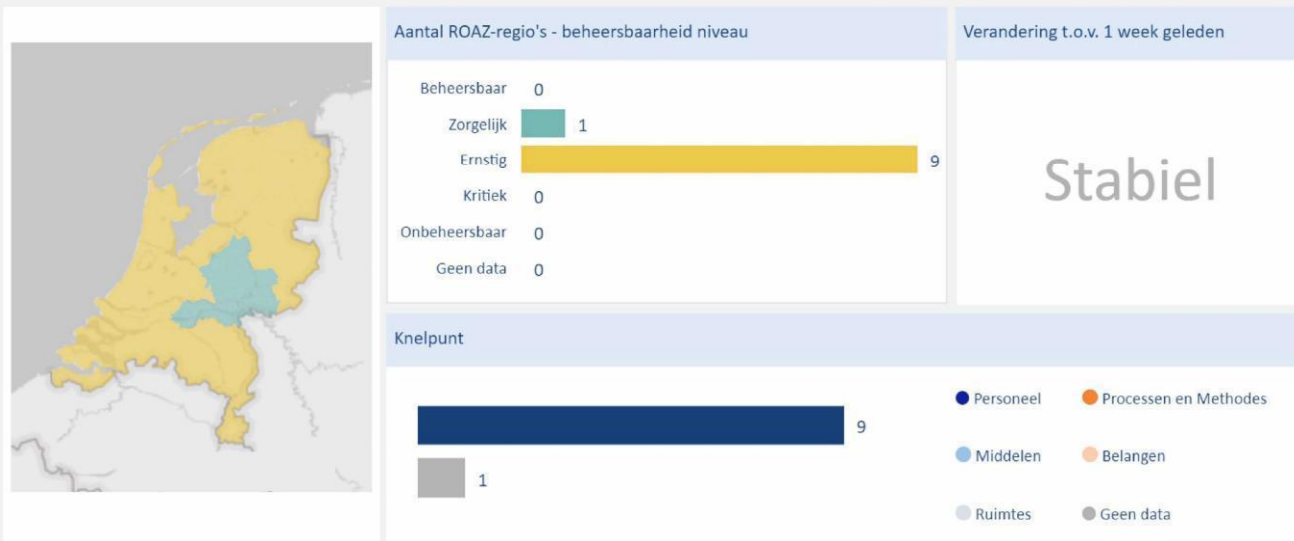 Aantal ROAZ-regio's - beheersbaarheid niveau
Beheersbaar 0
Zorgelijk 1
Ernstig 9
Kritiek 0
Onbeheersbaar 0
Geen data 0
Verandering t.o.v. 1 week geleden
Stabiel
Knelpunt
9
1
Personeel Processen en Methodes
Middelen Belangen
Ruimtes Geen data